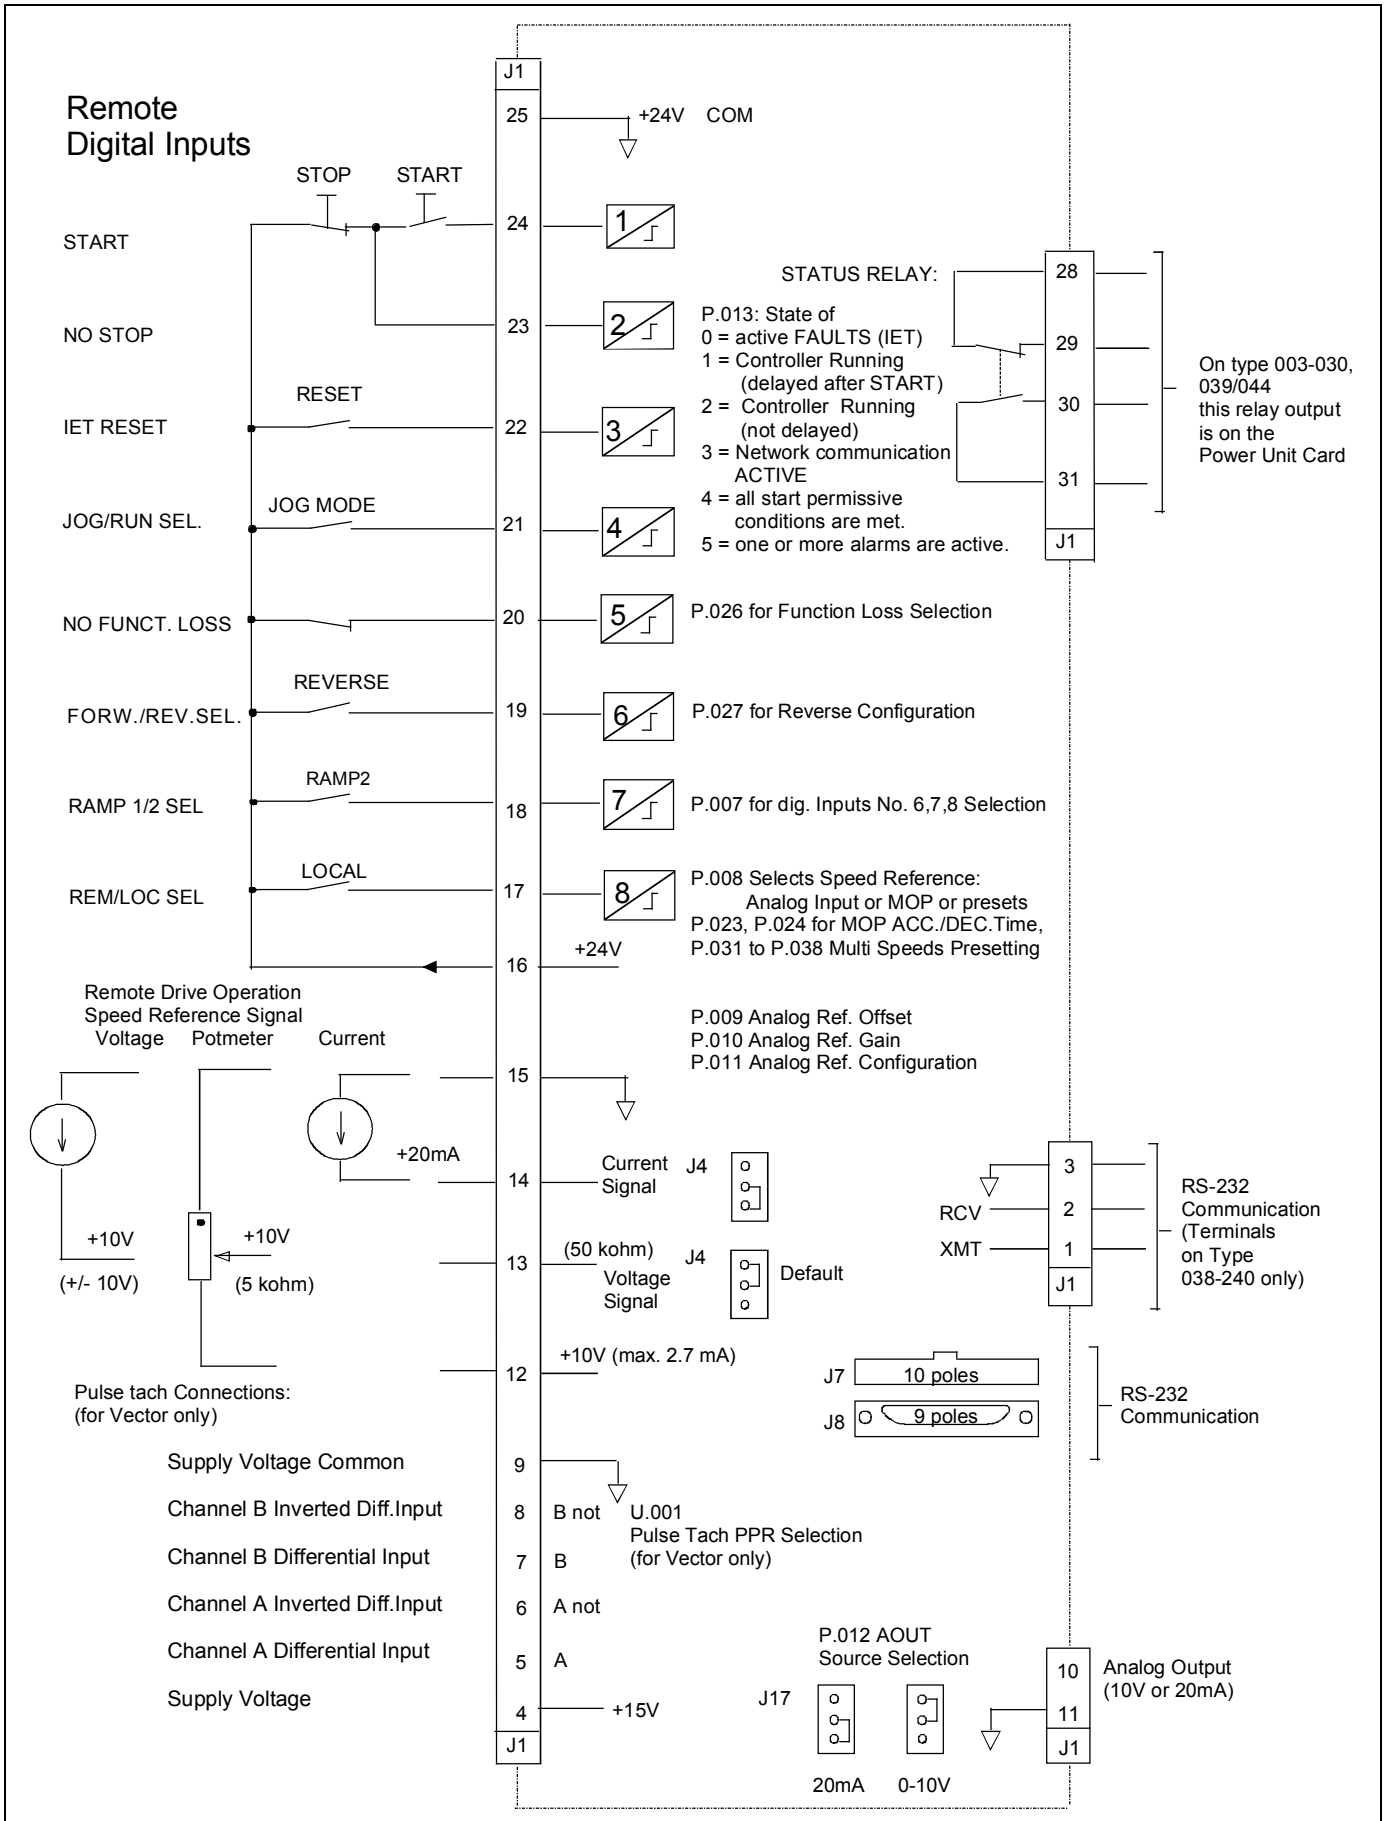 J1
Remote
Digital Inputs
25
+24V COM
STOP START
START
24
1
NO STOP
23
2
RESET
IET RESET
22
3
JOG MODE
JOG/RUN SEL.
21
4
NO FUNCT. LOSS
20
5
P.026 for Function Loss Selection
REVERSE
FORW./REV.SEL.
19
6
P.027 for Reverse Configuration
RAMP2
RAMP 1/2 SEL
18
7
P.007 for dig. Inputs No. 6,7,8 Selection
LOCAL
REM/LOC SEL
17
8
P.008 Selects Speed Reference:
Analog Input or MOP or presets
P.023, P.024 for MOP ACC./DEC.Time,
P.031 to P.038 Multi Speeds Presetting
16
+24V
STATUS RELAY:
P.013: State of
0 = active FAULTS (IET)
1 = Controller Running
(delayed after START)
2 = Controller Running
(not delayed)
3 = Network communication
ACTIVE
4 = all start permissive
conditions are met.
5 = one or more alarms are active.
28
29
30
31
J1
On type 003-030,
039/044
this relay output
is on the
Power Unit Card
Remote Drive Operation
Speed Reference Signal
Voltage Potmeter Current
P.009 Analog Ref. Offset
P.010 Analog Ref. Gain
P.011 Analog Ref. Configuration
15
+20mA
14
Current
Signal
J4
+10V
(+/- 10V)
+10V
(5 kohm)
13
(50 kohm)
Voltage
Signal
J4
Default
12
+10V (max. 2.7 mA)
3
RCV
2
XMT
1
J1
RS-232
Communication
(Terminals
on Type
038-240 only)
J7
10 poles
J8
9 poles
RS-232
Communication
Pulse tach Connections:
(for Vector only)
Supply Voltage Common
9
Channel B Inverted Diff.Input
8
B not
U.001
Pulse Tach PPR Selection
(for Vector only)
Channel B Differential Input
7
B
Channel A Inverted Diff.Input
6
A not
Channel A Differential Input
5
A
Supply Voltage
4
+15V
J1
P.012 AOUT
Source Selection
J17
20mA 0-10V
10
11
J1
Analog Output
(10V or 20mA)